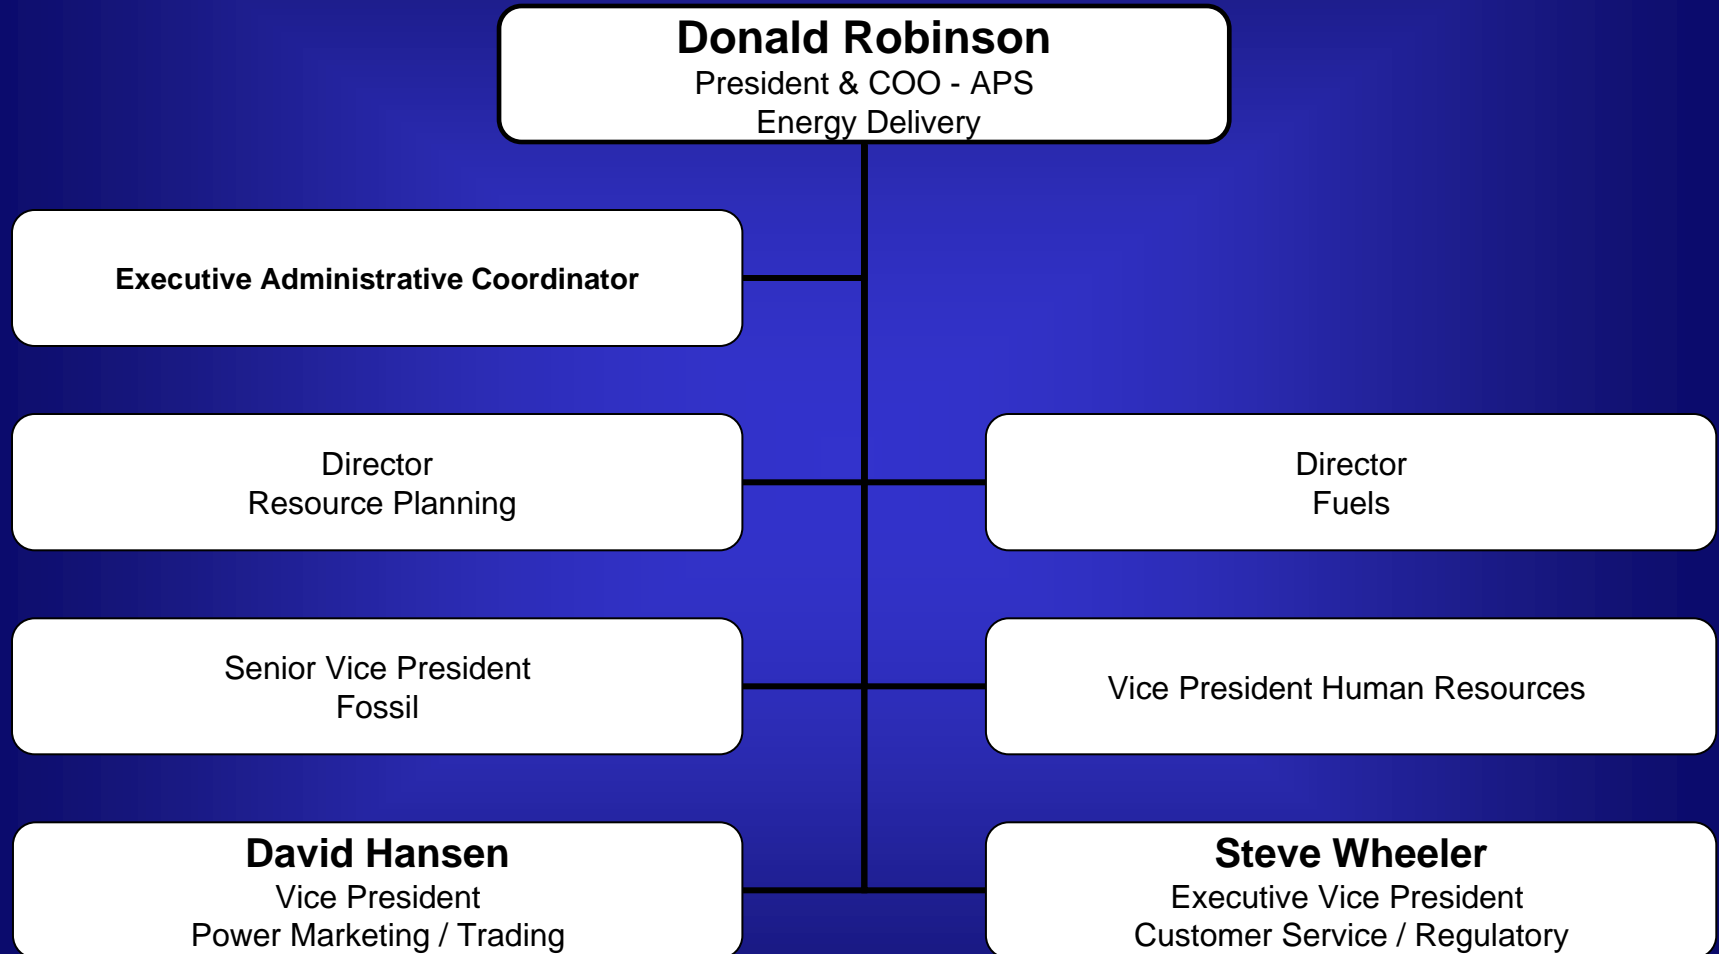 Donald Robinson
President & COO - APS
Energy Delivery
Executive Administrative Coordinator
Director
Resource Planning
Director
Fuels
Senior Vice President
Fossil
Vice President Human Resources
David Hansen
Vice President
Power Marketing / Trading
Steve Wheeler
Executive Vice President
Customer Service / Regulatory